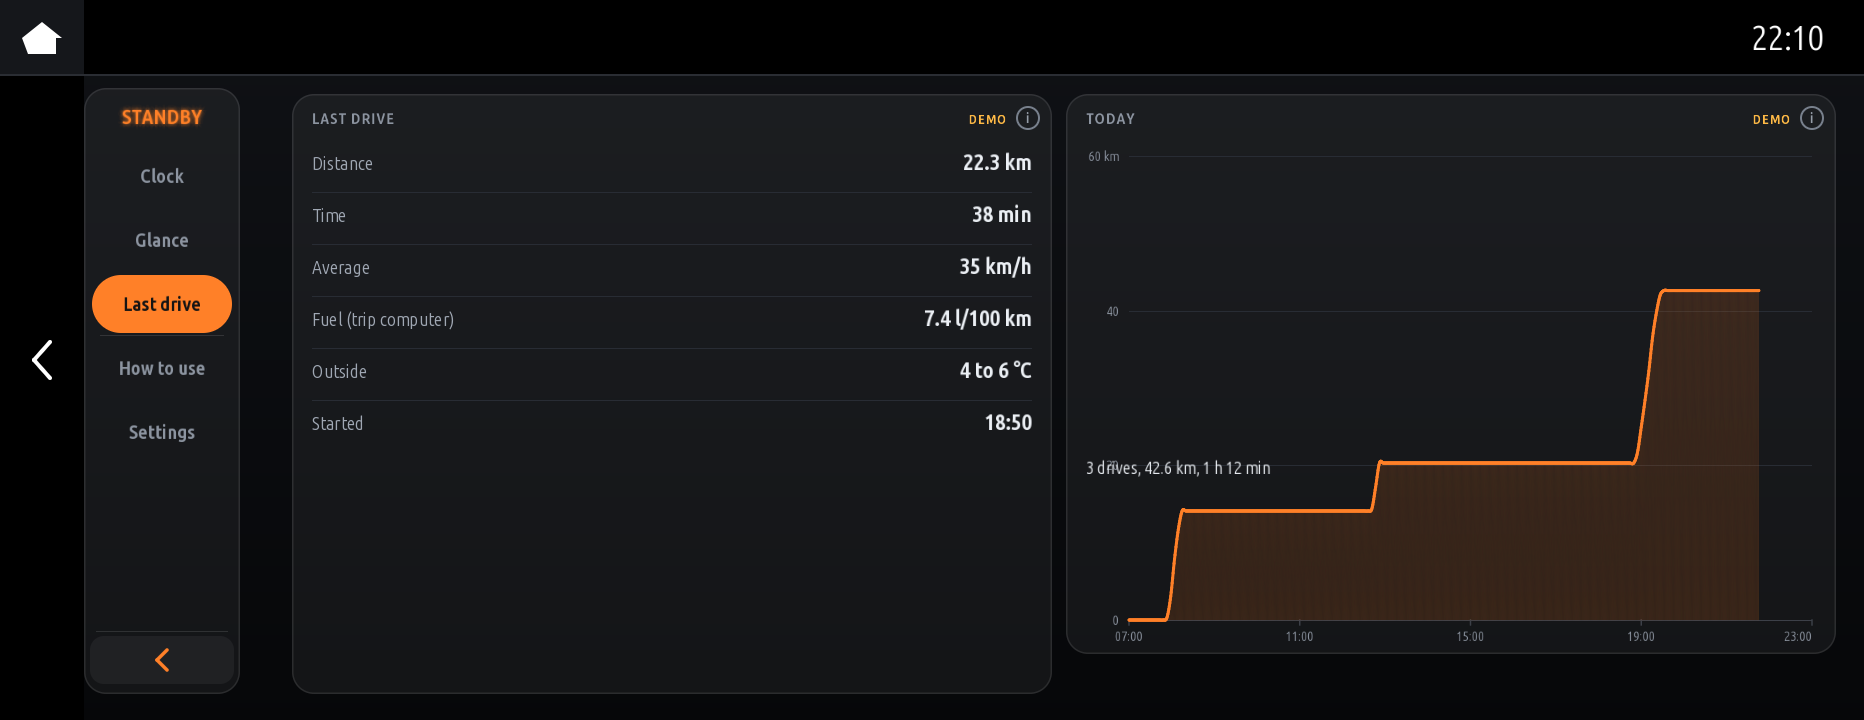 22:10
STANDBY
Clock
Glance
Last drive
How to use
Settings
LAST DRIVE DEMO i
Distance 22.3 km
Time 38 min
Average 35 km/h
Fuel (trip computer) 7.4 l/100 km
Outside 4 to 6 °C
Started 18:50
TODAY DEMO i
60 km
40
3 drives, 42.6 km, 1 h 12 min
0
07:00 11:00 15:00 19:00 23:00